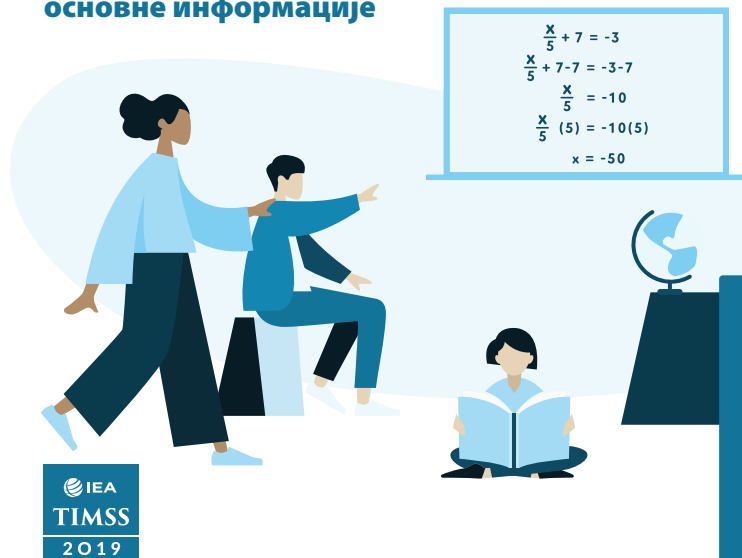 основне информације
x/5 + 7 = -3
x/5 + 7-7 = -3-7
x/5 = -10
x/5 (5) = -10(5)
x = -50
IEA
TIMSS
2019